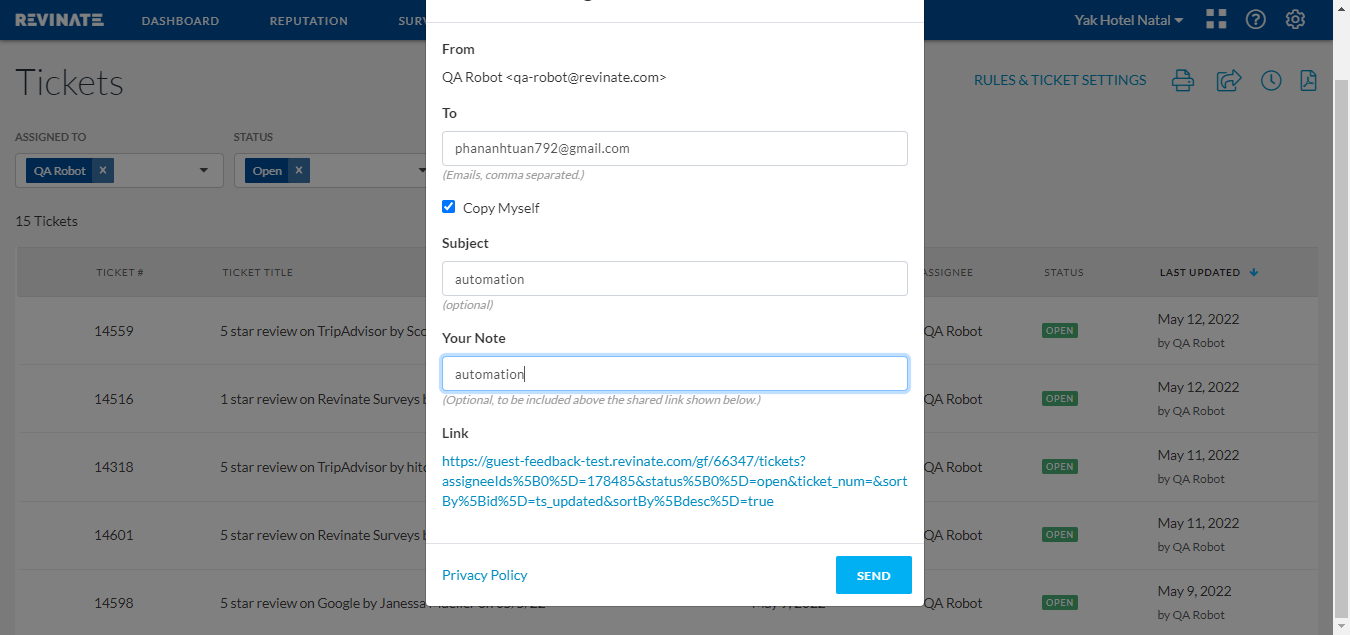 REVINATE DASHBOARD REPUTATION SURV Yak Hotel Natal
Tickets
RULES & TICKET SETTINGS
ASSIGNED TO STATUS
QA Robot × Open ×
15 Tickets
TICKET # TICKET TITLE ASSIGNEE STATUS LAST UPDATED
14559 5 star review on TripAdvisor by Sco QA Robot OPEN May 12, 2022
by QA Robot
14516 1 star review on Revinate Surveys b QA Robot OPEN May 12, 2022
by QA Robot
14318 5 star review on TripAdvisor by hito QA Robot OPEN May 11, 2022
by QA Robot
14601 5 star review on Revinate Surveys b QA Robot OPEN May 11, 2022
by QA Robot
14598 5 star review on Google by Janessa May 9, 2022 QA Robot OPEN May 9, 2022
by QA Robot
From
QA Robot <qa-robot@revinate.com>
To
phananhtuan792@gmail.com
(Emails, comma separated.)
Copy Myself
Subject
automation
(optional)
Your Note
automation
(Optional, to be included above the shared link shown below.)
Link
https://guest-feedback-test.revinate.com/gf/66347/tickets?
assigneeIds%5B0%5D=178485&status%5B0%5D=open&ticket_num=&sort
By%5Bid%5D=ts_updated&sortBy%5Bdesc%5D=true
Privacy Policy SEND